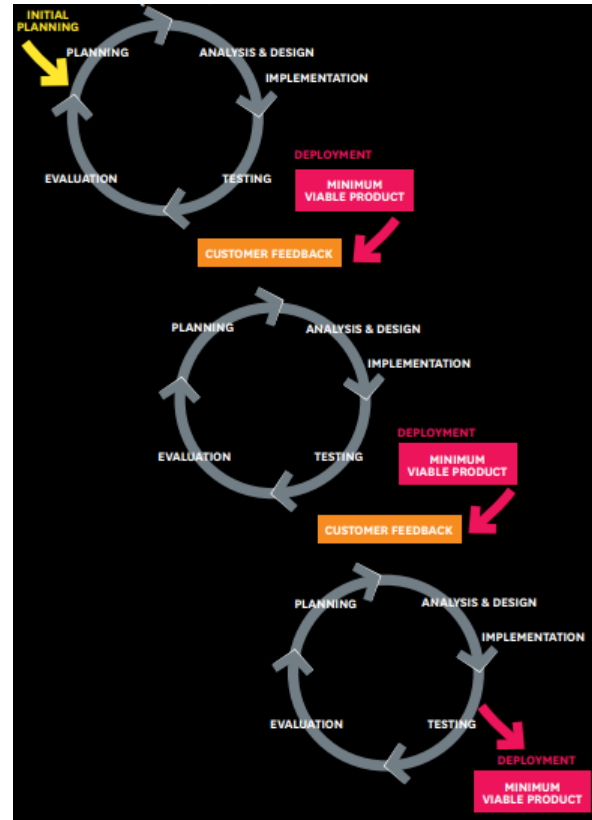 INITIAL
PLANNING
PLANNING
ANALYSIS & DESIGN
IMPLEMENTATION
DEPLOYMENT
EVALUATION
TESTING
MINIMUM
VIABLE PRODUCT
CUSTOMER FEEDBACK
PLANNING
ANALYSIS & DESIGN
IMPLEMENTATION
DEPLOYMENT
EVALUATION
TESTING
MINIMUM
VIABLE PRODUCT
CUSTOMER FEEDBACK
PLANNING
ANALYSIS & DESIGN
IMPLEMENTATION
EVALUATION
TESTING
DEPLOYMENT
MINIMUM
VIABLE PRODUCT